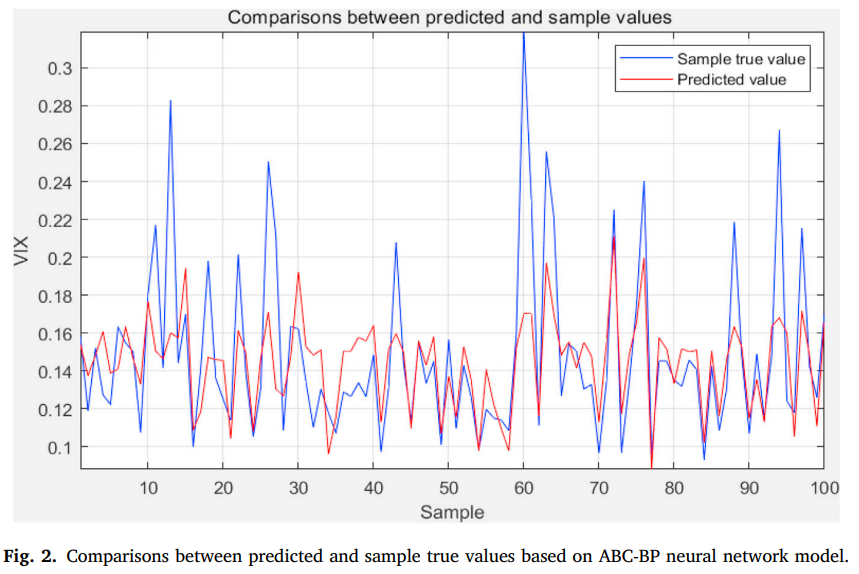 Comparisons between predicted and sample values
Sample true value
Predicted value
0.3
0.28
0.26
0.24
0.22
0.2
0.18
0.16
0.14
0.12
0.1
VIX
10 20 30 40 50 60 70 80 90 100
Sample
Fig. 2. Comparisons between predicted and sample true values based on ABC-BP neural network model.